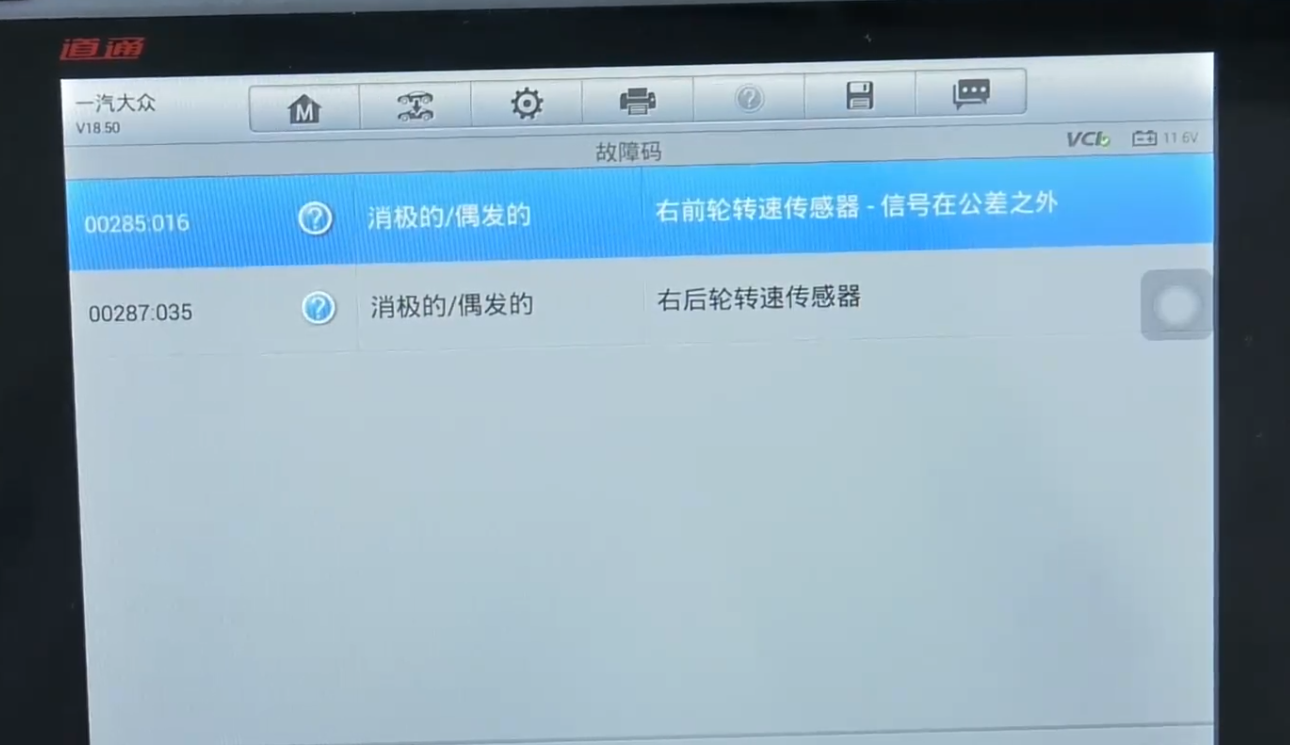 道通
一汽大众
V18.50
M
故障码
VCI
11.6V
00285:016 ? 消极的/偶发的 右前轮转速传感器 - 信号在公差之外
00287:035 ? 消极的/偶发的 右后轮转速传感器